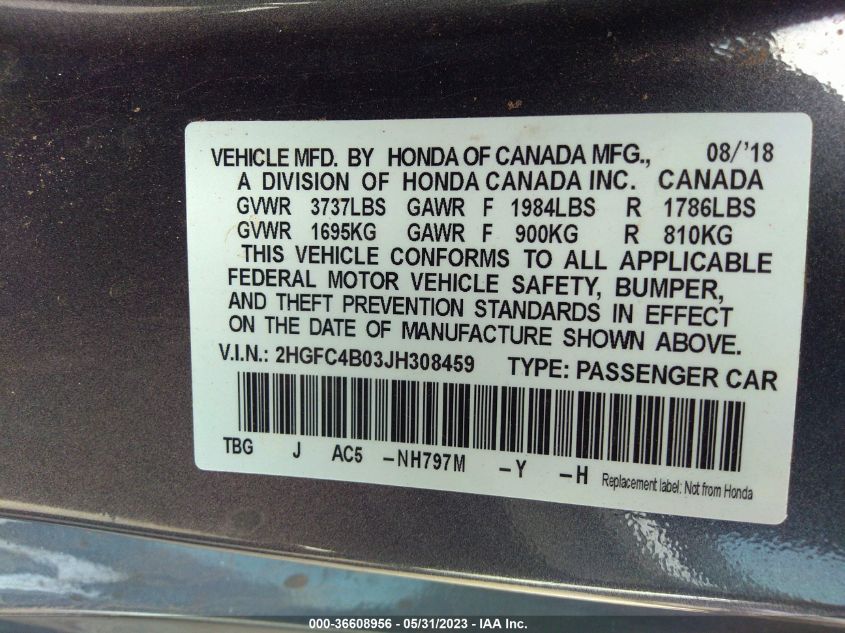 VEHICLE MFD. BY HONDA OF CANADA MFG., 08/'18
A DIVISION OF HONDA CANADA INC. CANADA
GVWR 3737LBS GAWR F 1984LBS R 1786LBS
GVWR 1695KG GAWR F 900KG R 810KG
THIS VEHICLE CONFORMS TO ALL APPLICABLE
FEDERAL MOTOR VEHICLE SAFETY, BUMPER,
AND THEFT PREVENTION STANDARDS IN EFFECT
ON THE DATE OF MANUFACTURE SHOWN ABOVE.
V.I.N.: 2HGFC4B03JH308459 TYPE: PASSENGER CAR
TBG J AC5 -NH797M -Y -H Replacement label: Not from Honda
000-36608956 - 05/31/2023 - IAA Inc.